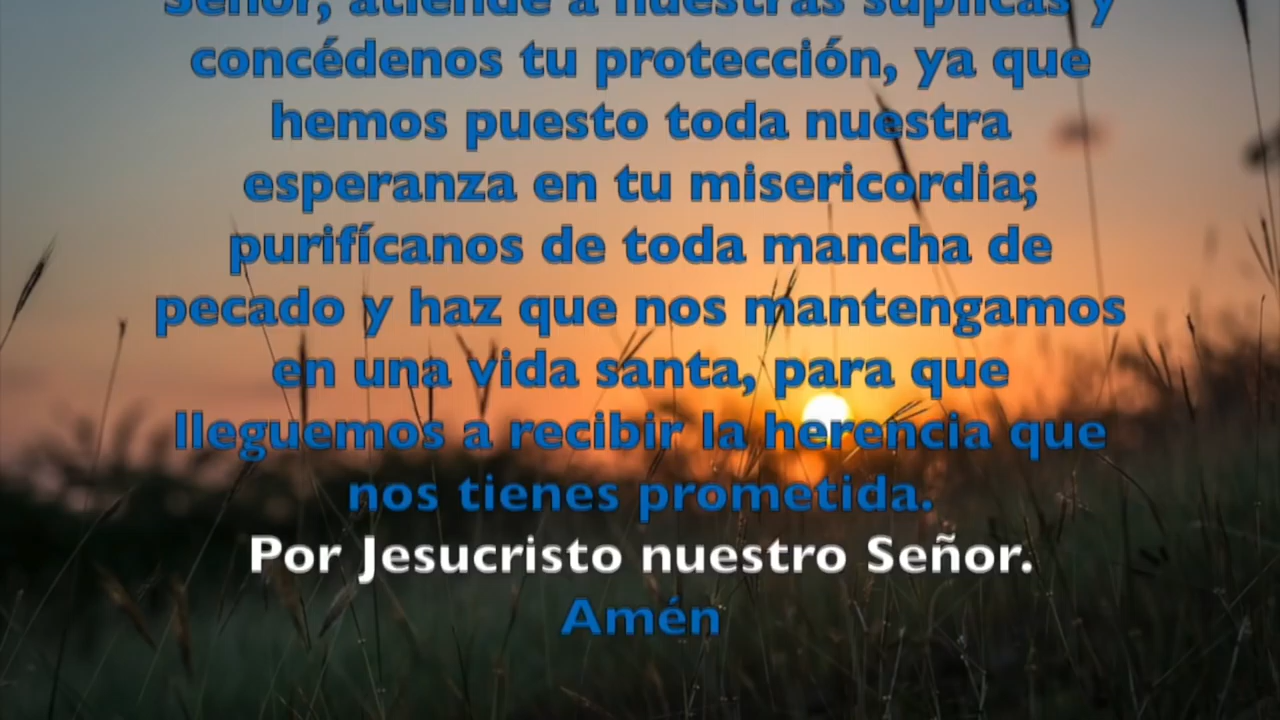 Señor, atiende a nuestras súplicas y
concédenos tu protección, ya que
hemos puesto toda nuestra
esperanza en tu misericordia;
purifícanos de toda mancha de
pecado y haz que nos mantengamos
en una vida santa, para que
lleguemos a recibir la herencia que
nos tienes prometida.
Por Jesucristo nuestro Señor.
Amén